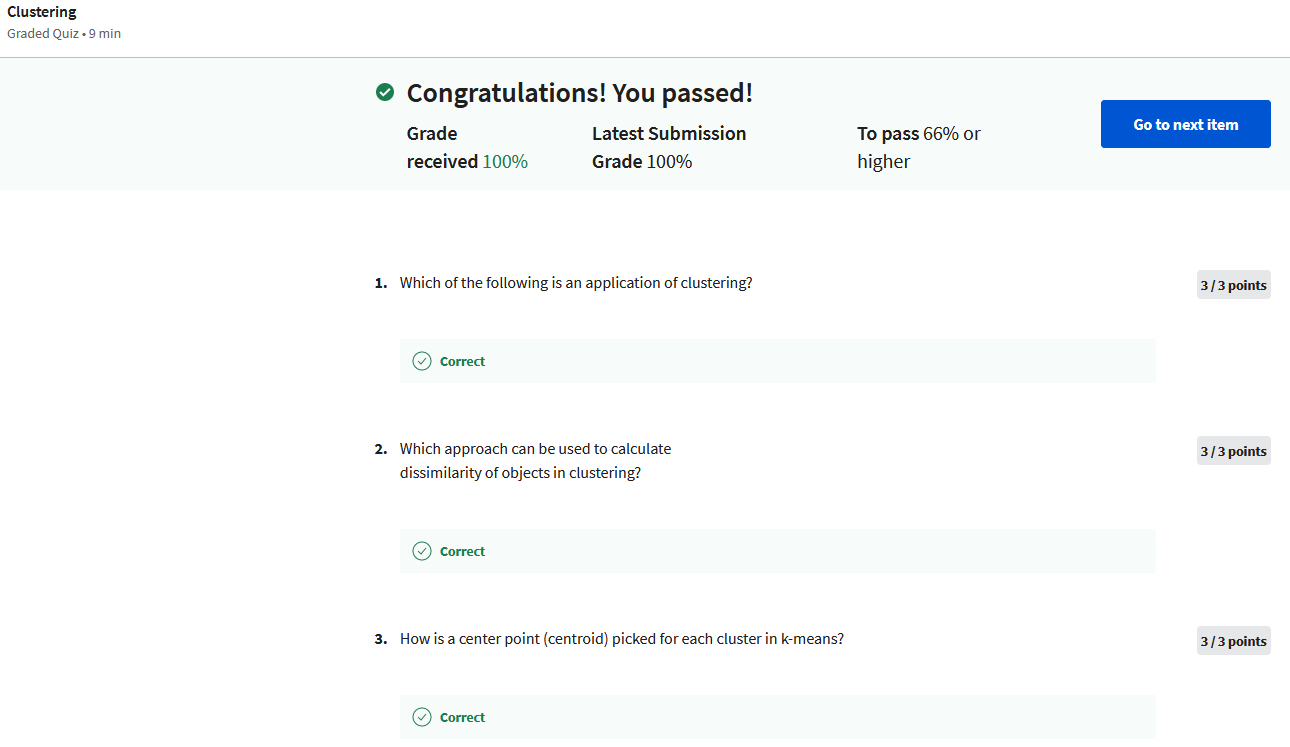 Clustering
Graded Quiz • 9 min
Congratulations! You passed!
Grade
received 100%
Latest Submission
Grade 100%
To pass 66% or
higher
Go to next item
1. Which of the following is an application of clustering?
3 / 3 points
Correct
2. Which approach can be used to calculate
dissimilarity of objects in clustering?
3 / 3 points
Correct
3. How is a center point (centroid) picked for each cluster in k-means?
3 / 3 points
Correct